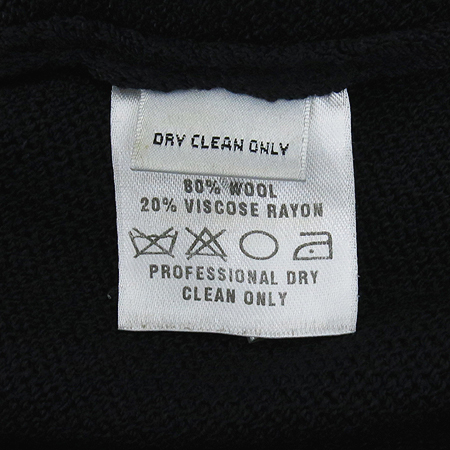 DRY CLEAN ONLY
80% WOOL
20% VISCOSE RAYON
PROFESSIONAL DRY
CLEAN ONLY